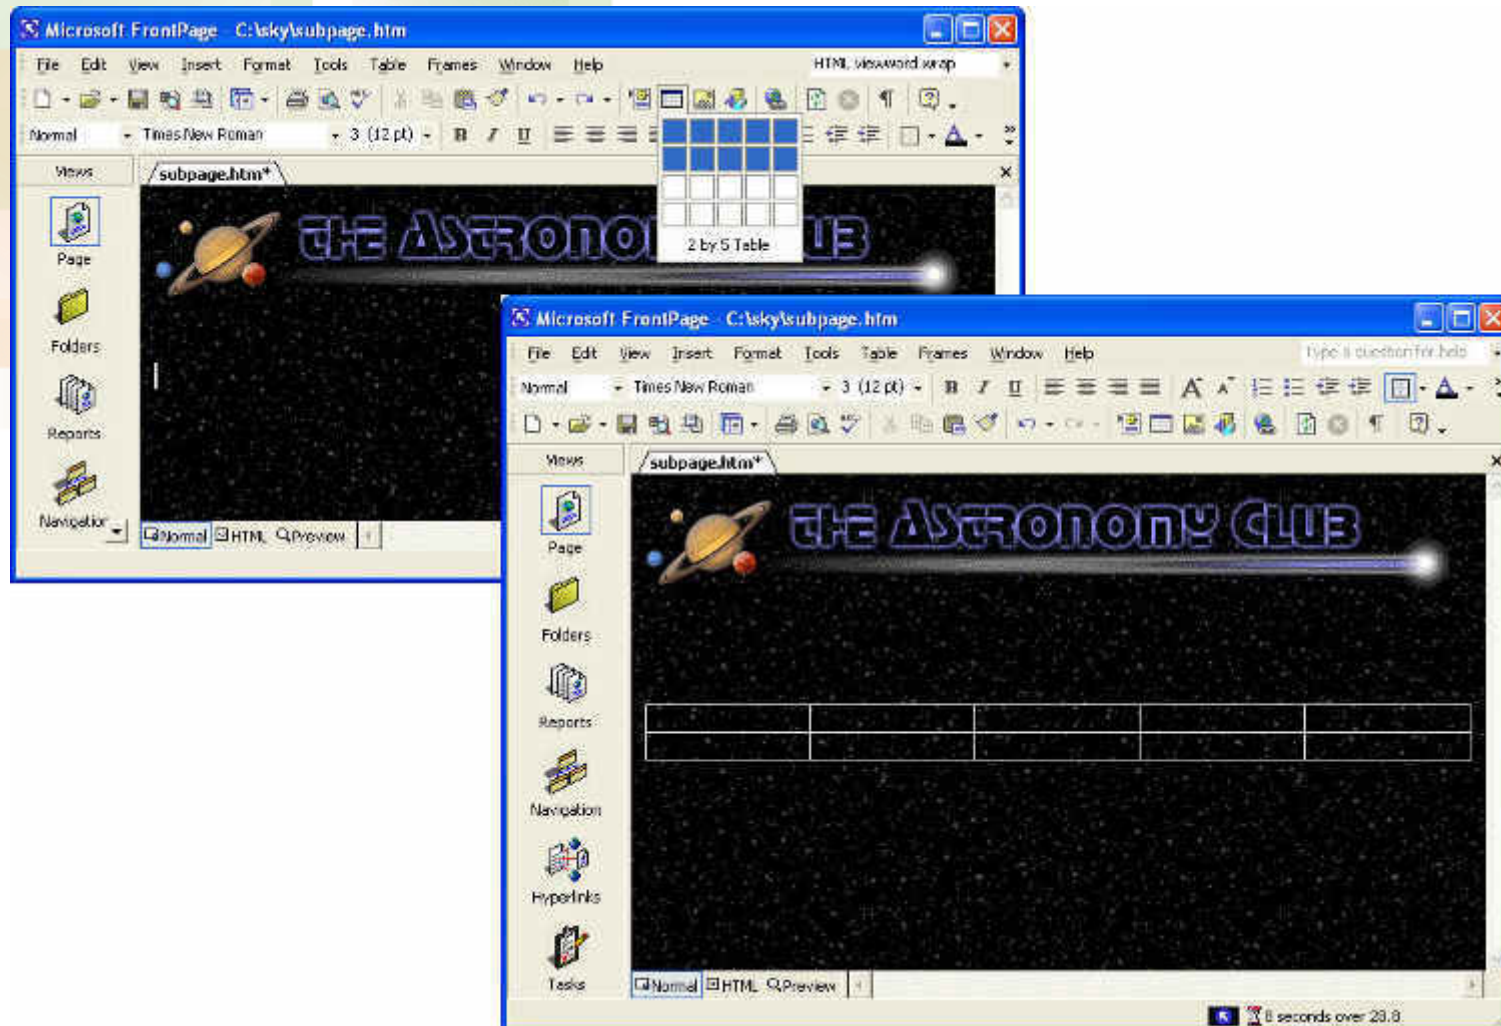 Microsoft FrontPage - C:\sky\subpage.htm
File Edit View Insert Format Tools Table Frames Window Help HTML viewword wrap
Normal Times New Roman 3 (12 pt) B I U
Views subpage.htm*
the Astronomy Club
2 by 5 Table
Page
Folders
Reports
Navigation
Normal HTML Preview
Microsoft FrontPage - C:\sky\subpage.htm
File Edit View Insert Format Tools Table Frames Window Help Type a question for help
Normal Times New Roman 3 (12 pt) B I U A A A
Views subpage.htm*
the Astronomy Club
Page
Folders
Reports
Navigation
Hyperlinks
Tasks
Normal HTML Preview
8 seconds over 28.8